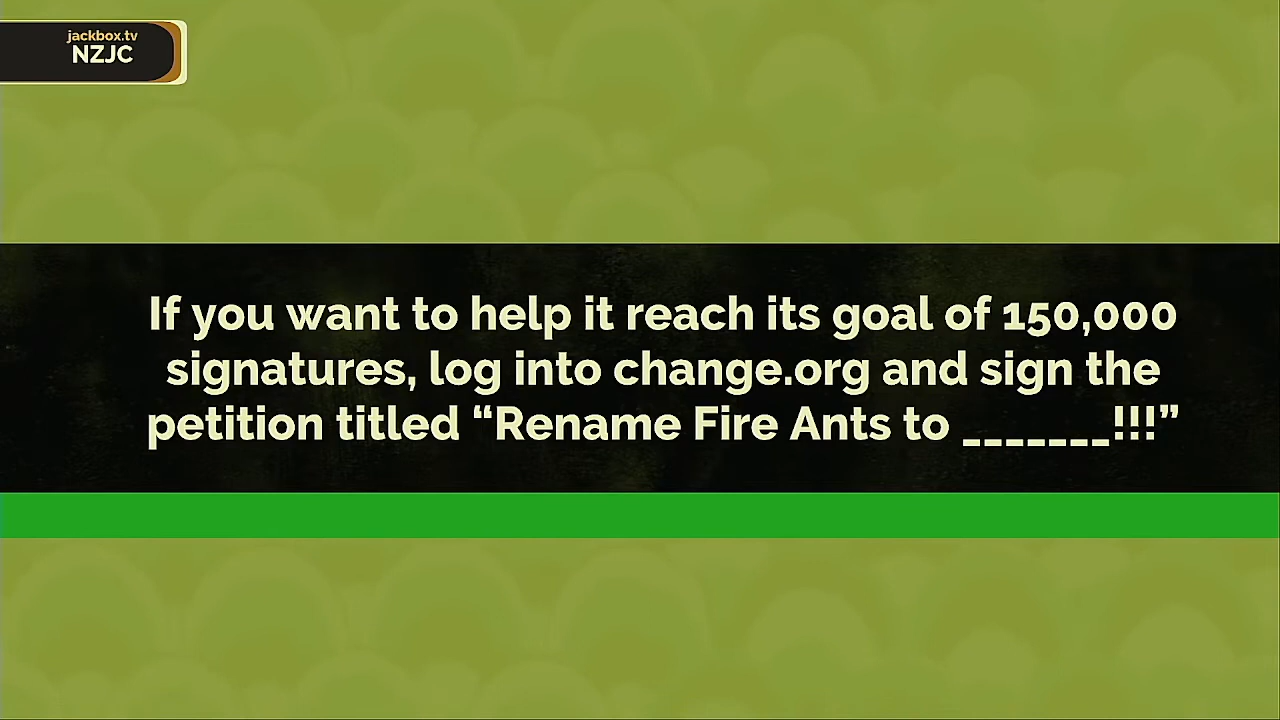 jackbox.tv
NZJC
If you want to help it reach its goal of 150,000
signatures, log into change.org and sign the
petition titled “Rename Fire Ants to _______!!!”